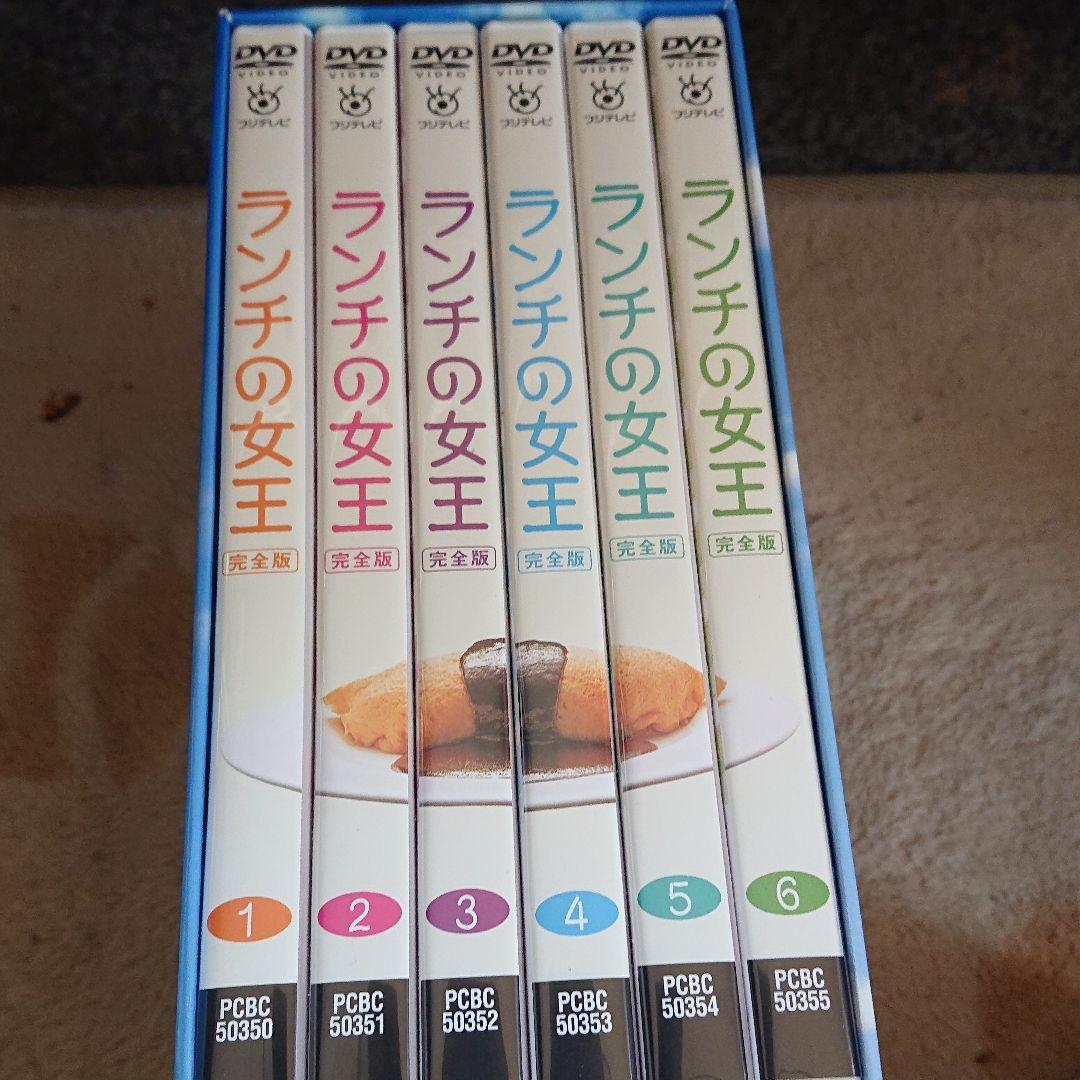 DVD
VIDEO
フジテレビ
ランチの女王
完全版
1
PCBC
50350
DVD
VIDEO
フジテレビ
ランチの女王
完全版
2
PCBC
50351
DVD
VIDEO
フジテレビ
ランチの女王
完全版
3
PCBC
50352
DVD
VIDEO
フジテレビ
ランチの女王
完全版
4
PCBC
50353
DVD
VIDEO
フジテレビ
ランチの女王
完全版
5
PCBC
50354
DVD
VIDEO
フジテレビ
ランチの女王
完全版
6
PCBC
50355